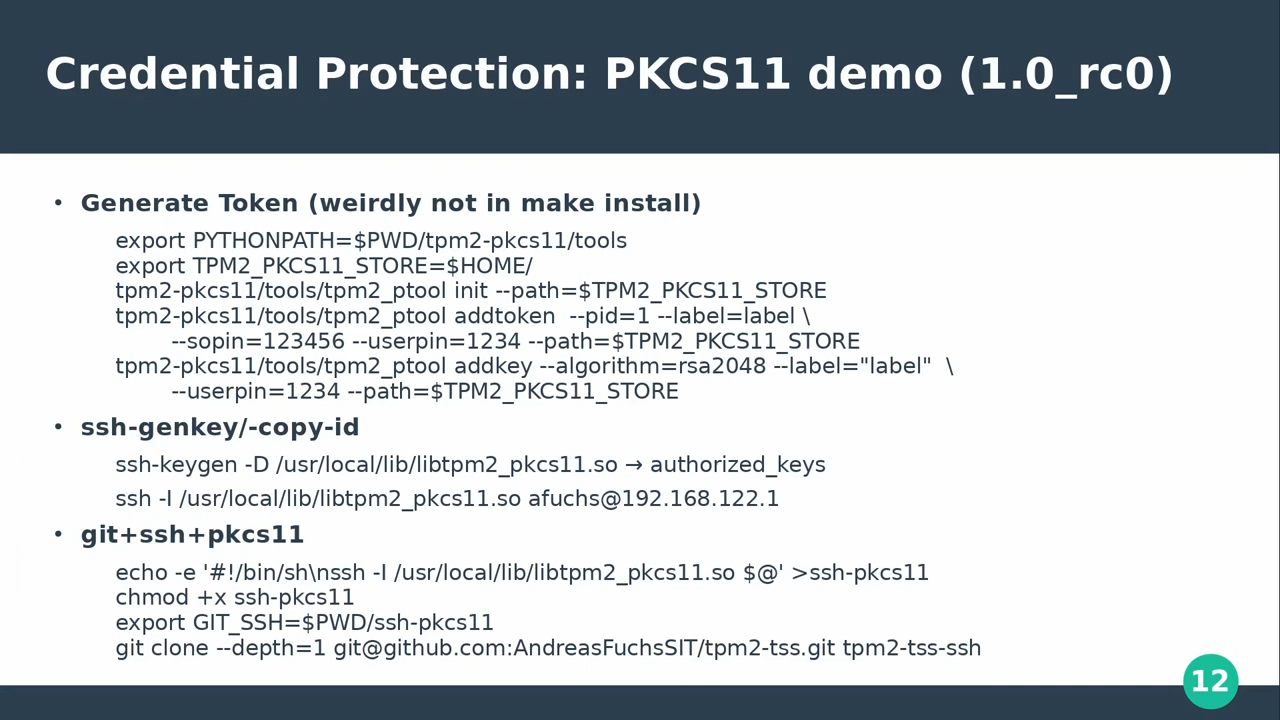 Credential Protection: PKCS11 demo (1.0_rc0)
• Generate Token (weirdly not in make install)
export PYTHONPATH=$PWD/tpm2-pkcs11/tools
export TPM2_PKCS11_STORE=$HOME/
tpm2-pkcs11/tools/tpm2_ptool init --path=$TPM2_PKCS11_STORE
tpm2-pkcs11/tools/tpm2_ptool addtoken  --pid=1 --label=label \
--sopin=123456 --userpin=1234 --path=$TPM2_PKCS11_STORE
tpm2-pkcs11/tools/tpm2_ptool addkey --algorithm=rsa2048 --label="label"  \
--userpin=1234 --path=$TPM2_PKCS11_STORE
• ssh-genkey/-copy-id
ssh-keygen -D /usr/local/lib/libtpm2_pkcs11.so → authorized_keys
ssh -I /usr/local/lib/libtpm2_pkcs11.so afuchs@192.168.122.1
• git+ssh+pkcs11
echo -e '#!/bin/sh\nssh -I /usr/local/lib/libtpm2_pkcs11.so $@' >ssh-pkcs11
chmod +x ssh-pkcs11
export GIT_SSH=$PWD/ssh-pkcs11
git clone --depth=1 git@github.com:AndreasFuchsSIT/tpm2-tss.git tpm2-tss-ssh
12